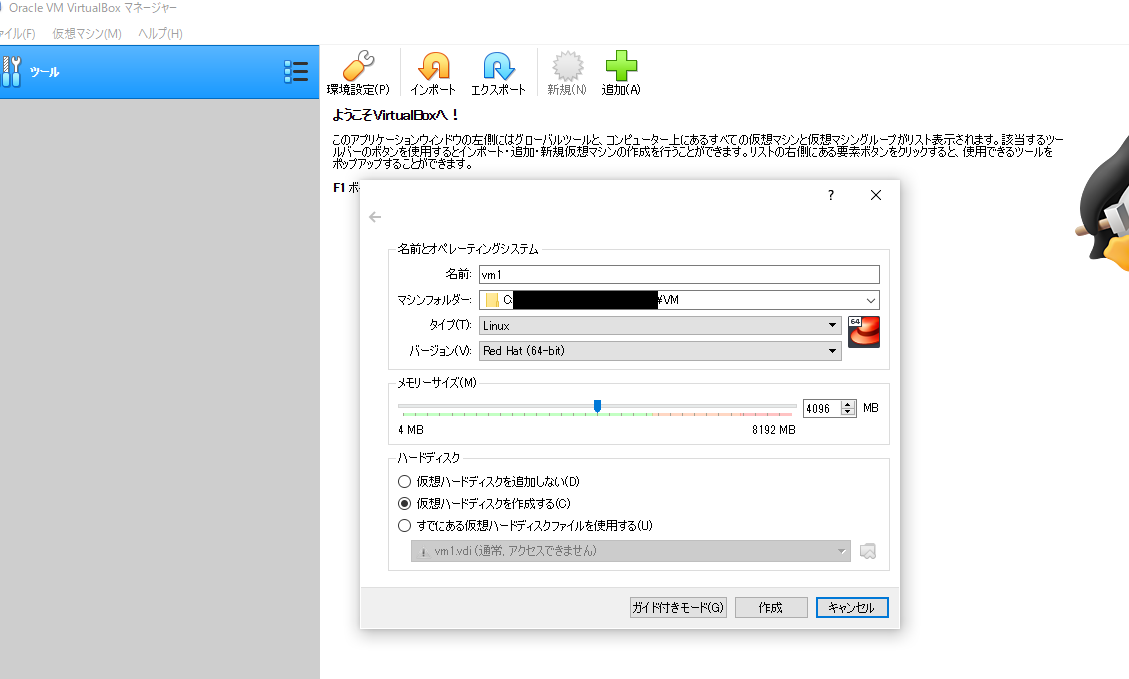 Oracle VM VirtualBox マネージャー
ァイル(F) 仮想マシン(M) ヘルプ(H)
ツール
環境設定(P) インポート エクスポート 新規(N) 追加(A)
ようこそVirtualBoxへ！
このアプリケーションウィンドウの左側にはグローバルツールと、コンピューター上にあるすべての仮想マシンと仮想マシングループがリスト表示されます。該当するツー
ルバーのボタンを使用するとインポート・追加・新規仮想マシンの作成を行うことができます。リストの右側にある要素ボタンをクリックすると、使用できるツールを
ポップアップすることができます。
F1 ボ
?
名前とオペレーティングシステム
名前: vm1
マシンフォルダー: C:¥VM
タイプ(T): Linux
64
バージョン(V): Red Hat (64-bit)
メモリーサイズ(M)
4096 MB
4 MB 8192 MB
ハードディスク
仮想ハードディスクを追加しない(D)
仮想ハードディスクを作成する(C)
すでにある仮想ハードディスクファイルを使用する(U)
vm1.vdi (通常, アクセスできません)
ガイド付きモード(G) 作成 キャンセル